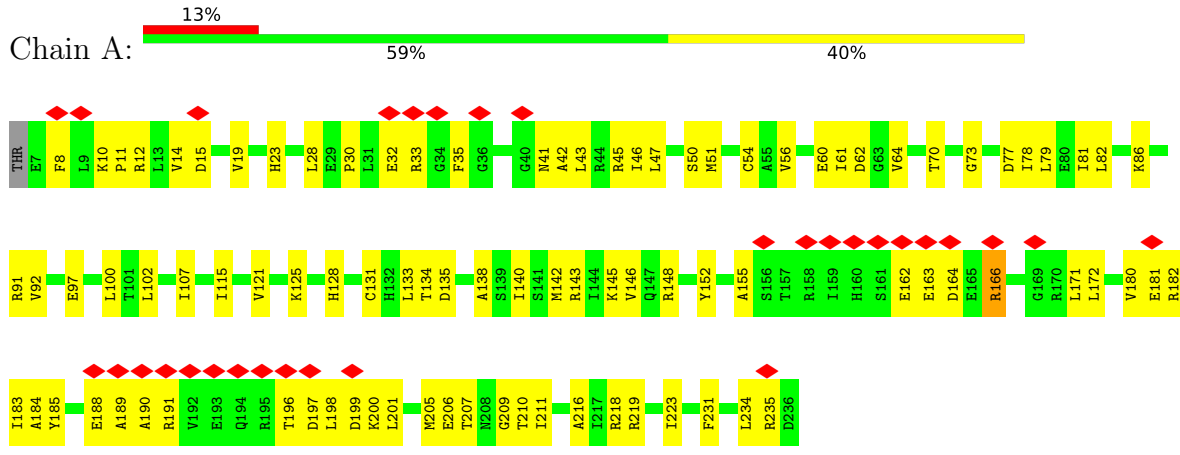 13%
Chain A:
59% 40%
THR E7 F8 L9 K10 P11 R12 L13 V14 D15 V19 H23 L28 E29 P30 L31 E32 R33 G34 F35 G36 G40 N41 A42 L43 R44 R45 I46 L47 S50 M51 C54 A55 V56 E60 I61 D62 G63 V64 T70 G73 D77 I78 L79 E80 I81 L82 K86
R91 V92 E97 L100 T101 L102 I107 I115 V121 K125 H128 C131 H132 L133 T134 D135 A138 S139 I140 S141 M142 R143 I144 K145 V146 Q147 R148 Y152 A155 S156 T157 R158 I159 H160 S161 E162 E163 D164 E165 R166 G169 R170 L171 L172 V180 E181 R182
I183 A184 Y185 E188 A189 A190 R191 V192 E193 Q194 R195 T196 D197 L198 D199 K200 L201 M205 E206 T207 N208 G209 T210 I211 A216 I217 R218 R219 I223 F231 L234 R235 D236